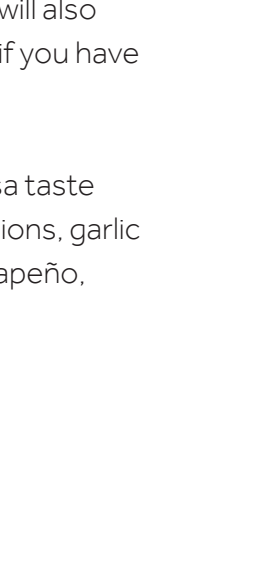 will also
if you have
sa taste
ions, garlic
apeño,